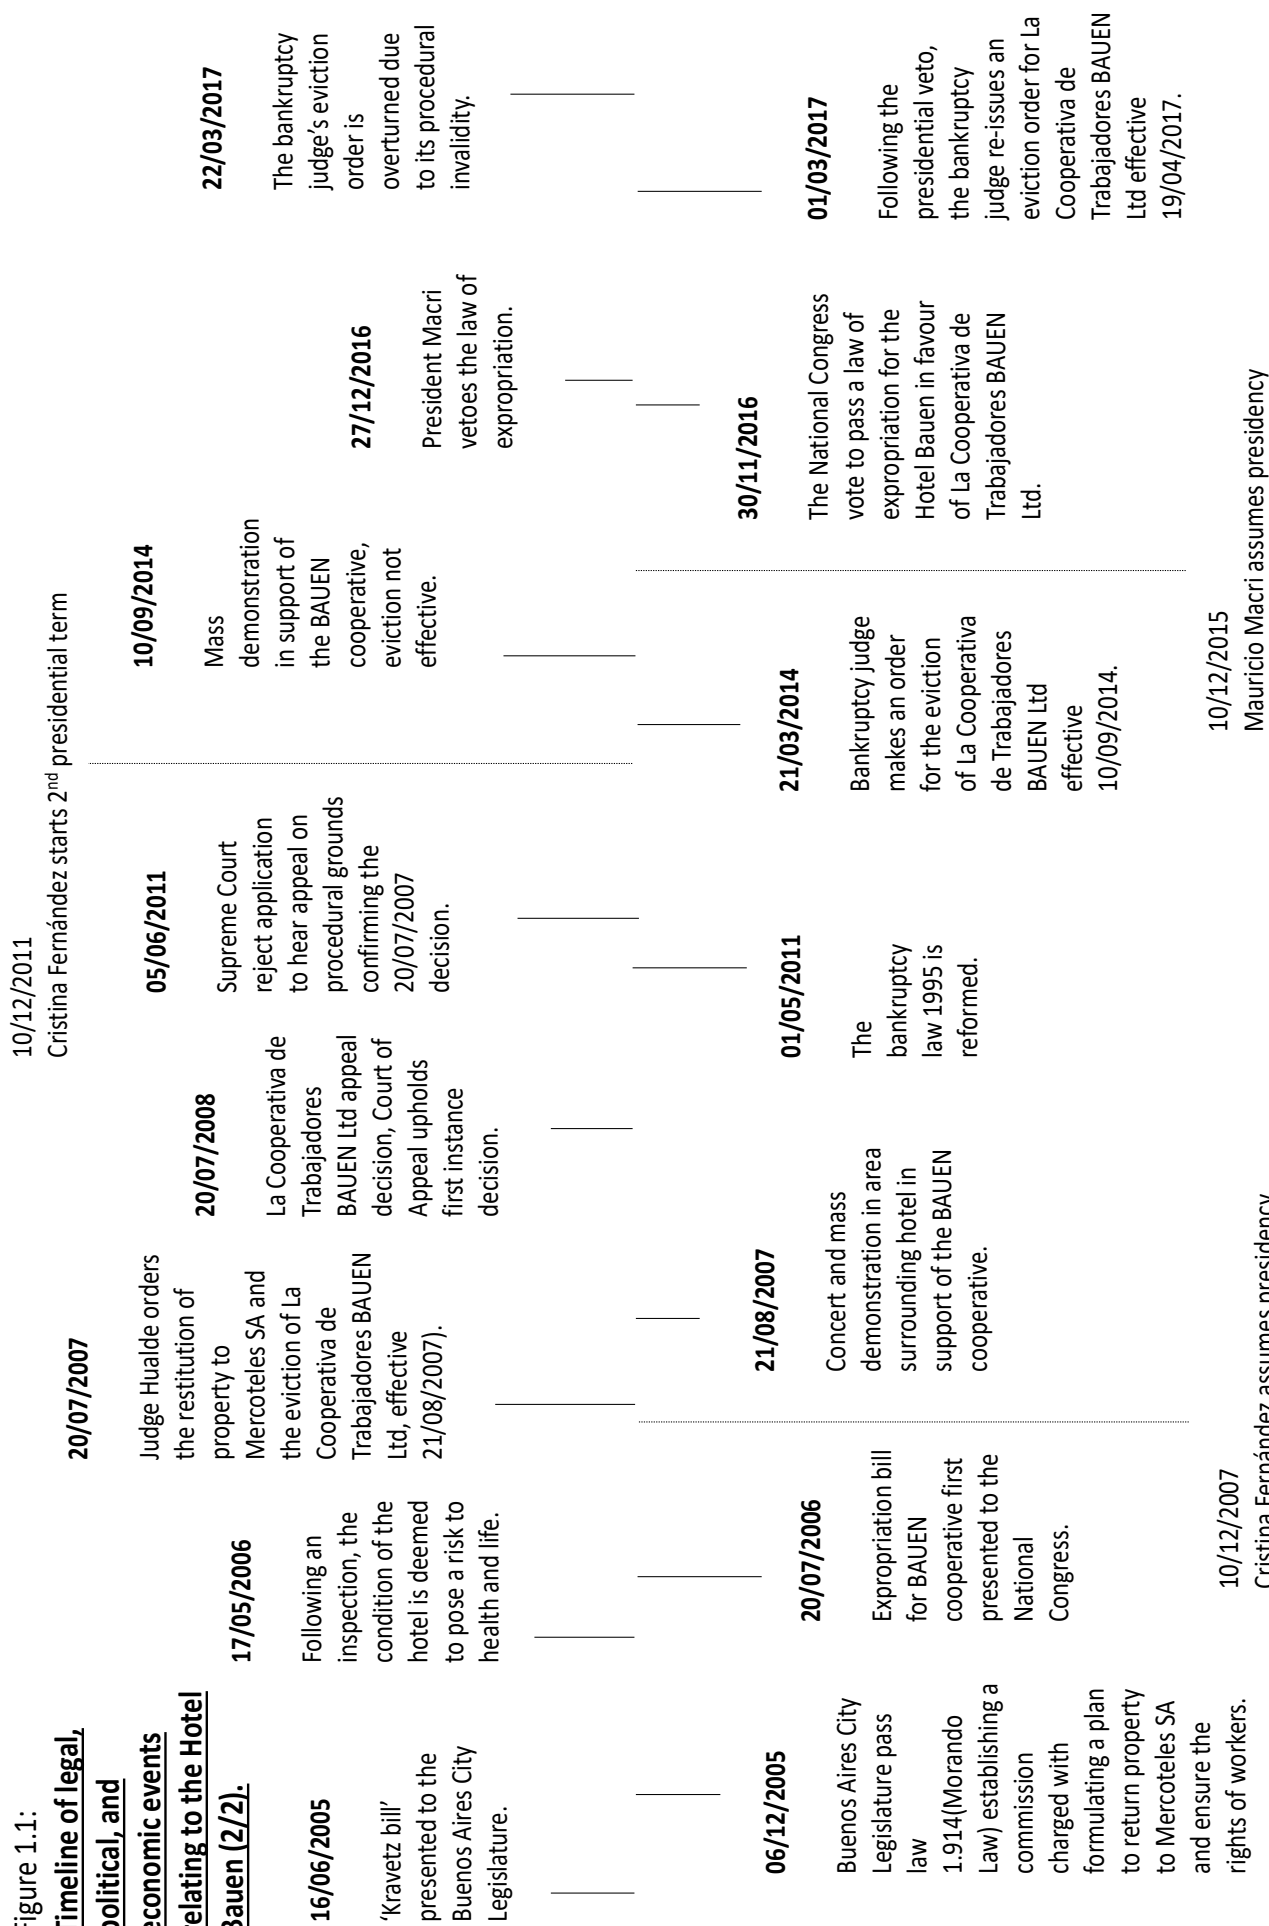 Figure 1.1:
Timeline of legal,
political, and
economic events
relating to the Hotel
Bauen (2/2).
16/06/2005
‘Kravetz bill’
presented to the
Buenos Aires City
Legislature.
06/12/2005
Buenos Aires City
Legislature pass
law
1.914(Morando
Law) establishing a
commission
charged with
formulating a plan
to return property
to Mercoteles SA
and ensure the
rights of workers.
17/05/2006
Following an
inspection, the
condition of the
hotel is deemed
to pose a risk to
health and life.
20/07/2006
Expropriation bill
for BAUEN
cooperative first
presented to the
National
Congress.
20/07/2007
Judge Hualde orders
the restitution of
property to
Mercoteles SA and
the eviction of La
Cooperativa de
Trabajadores BAUEN
Ltd, effective
21/08/2007).
10/12/2007
Cristina Fernández assumes presidency
21/08/2007
Concert and mass
demonstration in area
surrounding hotel in
support of the BAUEN
cooperative.
20/07/2008
La Cooperativa de
Trabajadores
BAUEN Ltd appeal
decision, Court of
Appeal upholds
first instance
decision.
01/05/2011
The
bankruptcy
law 1995 is
reformed.
05/06/2011
Supreme Court
reject application
to hear appeal on
procedural grounds
confirming the
20/07/2007
decision.
10/12/2011
Cristina Fernández starts 2nd presidential term
21/03/2014
Bankruptcy judge
makes an order
for the eviction
of La Cooperativa
de Trabajadores
BAUEN Ltd
effective
10/09/2014.
10/09/2014
Mass
demonstration
in support of
the BAUEN
cooperative,
eviction not
effective.
10/12/2015
Mauricio Macri assumes presidency
30/11/2016
The National Congress
vote to pass a law of
expropriation for the
Hotel Bauen in favour
of La Cooperativa de
Trabajadores BAUEN
Ltd.
27/12/2016
President Macri
vetoes the law of
expropriation.
01/03/2017
Following the
presidential veto,
the bankruptcy
judge re-issues an
eviction order for La
Cooperativa de
Trabajadores BAUEN
Ltd effective
19/04/2017.
22/03/2017
The bankruptcy
judge’s eviction
order is
overturned due
to its procedural
invalidity.